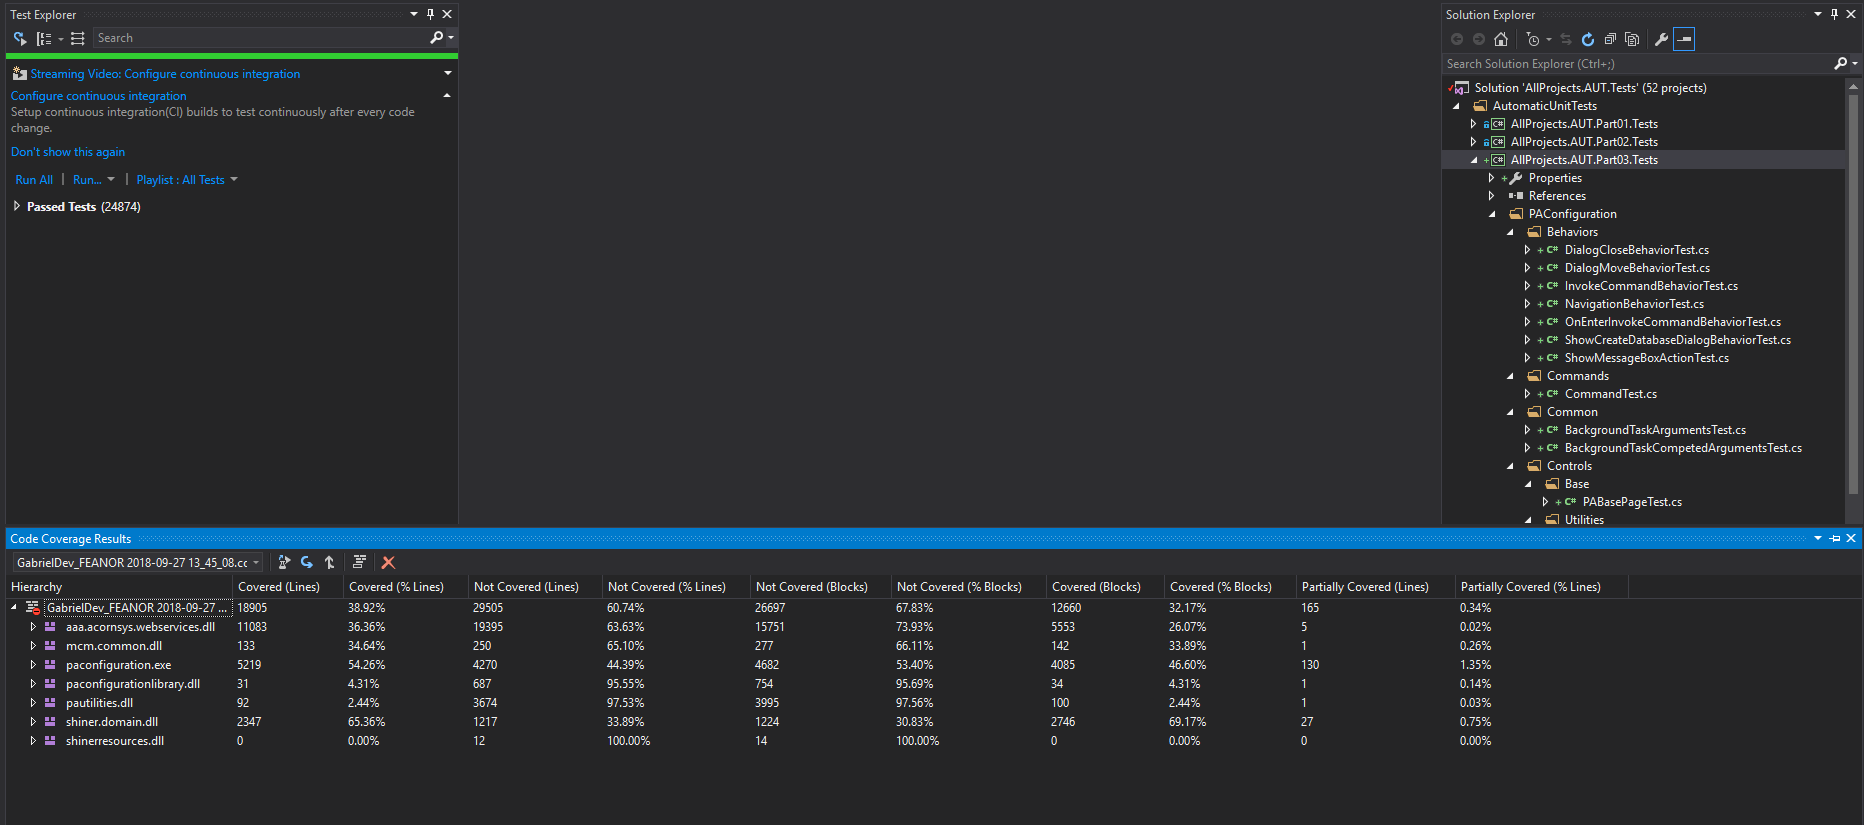 Test Explorer
Search
Streaming Video: Configure continuous integration
Configure continuous integration
Setup continuous integration(CI) builds to test continuously after every code
change.
Don't show this again
Run All | Run... | Playlist : All Tests
Passed Tests (24874)
Solution Explorer
Search Solution Explorer (Ctrl+;)
Solution 'AllProjects.AUT.Tests' (52 projects)
AutomaticUnitTests
C# AllProjects.AUT.Part01.Tests
C# AllProjects.AUT.Part02.Tests
+ C# AllProjects.AUT.Part03.Tests
+ Properties
References
PAConfiguration
Behaviors
+ C# DialogCloseBehaviorTest.cs
+ C# DialogMoveBehaviorTest.cs
+ C# InvokeCommandBehaviorTest.cs
+ C# NavigationBehaviorTest.cs
+ C# OnEnterInvokeCommandBehaviorTest.cs
+ C# ShowCreateDatabaseDialogBehaviorTest.cs
+ C# ShowMessageBoxActionTest.cs
Commands
+ C# CommandTest.cs
Common
+ C# BackgroundTaskArgumentsTest.cs
+ C# BackgroundTaskCompetedArgumentsTest.cs
Controls
Base
+ C# PABasePageTest.cs
Utilities
Code Coverage Results
GabrielDev_FEANOR 2018-09-27 13_45_08.cc
Hierarchy Covered (Lines) Covered (% Lines) Not Covered (Lines) Not Covered (% Lines) Not Covered (Blocks) Not Covered (% Blocks) Covered (Blocks) Covered (% Blocks) Partially Covered (Lines) Partially Covered (% Lines)
GabrielDev_FEANOR 2018-09-27 ... 18905 38.92% 29505 60.74% 26697 67.83% 12660 32.17% 165 0.34%
aaa.acornsys.webservices.dll 11083 36.36% 19395 63.63% 15751 73.93% 5553 26.07% 5 0.02%
mcm.common.dll 133 34.64% 250 65.10% 277 66.11% 142 33.89% 1 0.26%
paconfiguration.exe 5219 54.26% 4270 44.39% 4682 53.40% 4085 46.60% 130 1.35%
paconfigurationlibrary.dll 31 4.31% 687 95.55% 754 95.69% 34 4.31% 1 0.14%
pautilities.dll 92 2.44% 3674 97.53% 3995 97.56% 100 2.44% 1 0.03%
shiner.domain.dll 2347 65.36% 1217 33.89% 1224 30.83% 2746 69.17% 27 0.75%
shinerresources.dll 0 0.00% 12 100.00% 14 100.00% 0 0.00% 0 0.00%